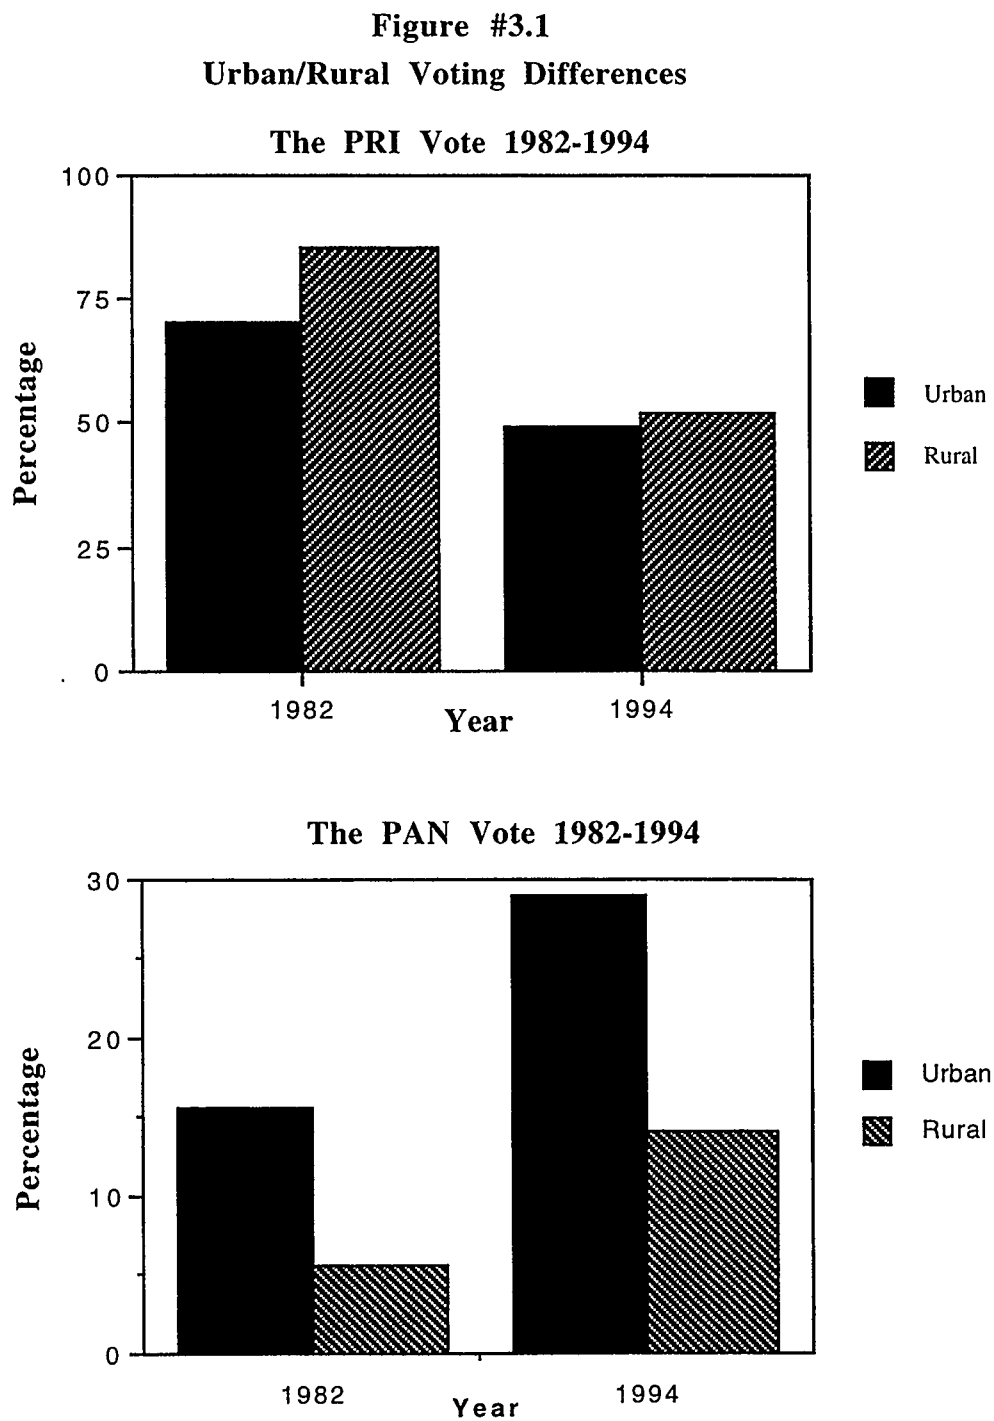 Figure #3.1
Urban/Rural Voting Differences
The PRI Vote 1982-1994
100
75
50
25
0
Percentage
1982
1994
Year
Urban
Rural
The PAN Vote 1982-1994
30
20
10
0
Percentage
1982
1994
Year
Urban
Rural